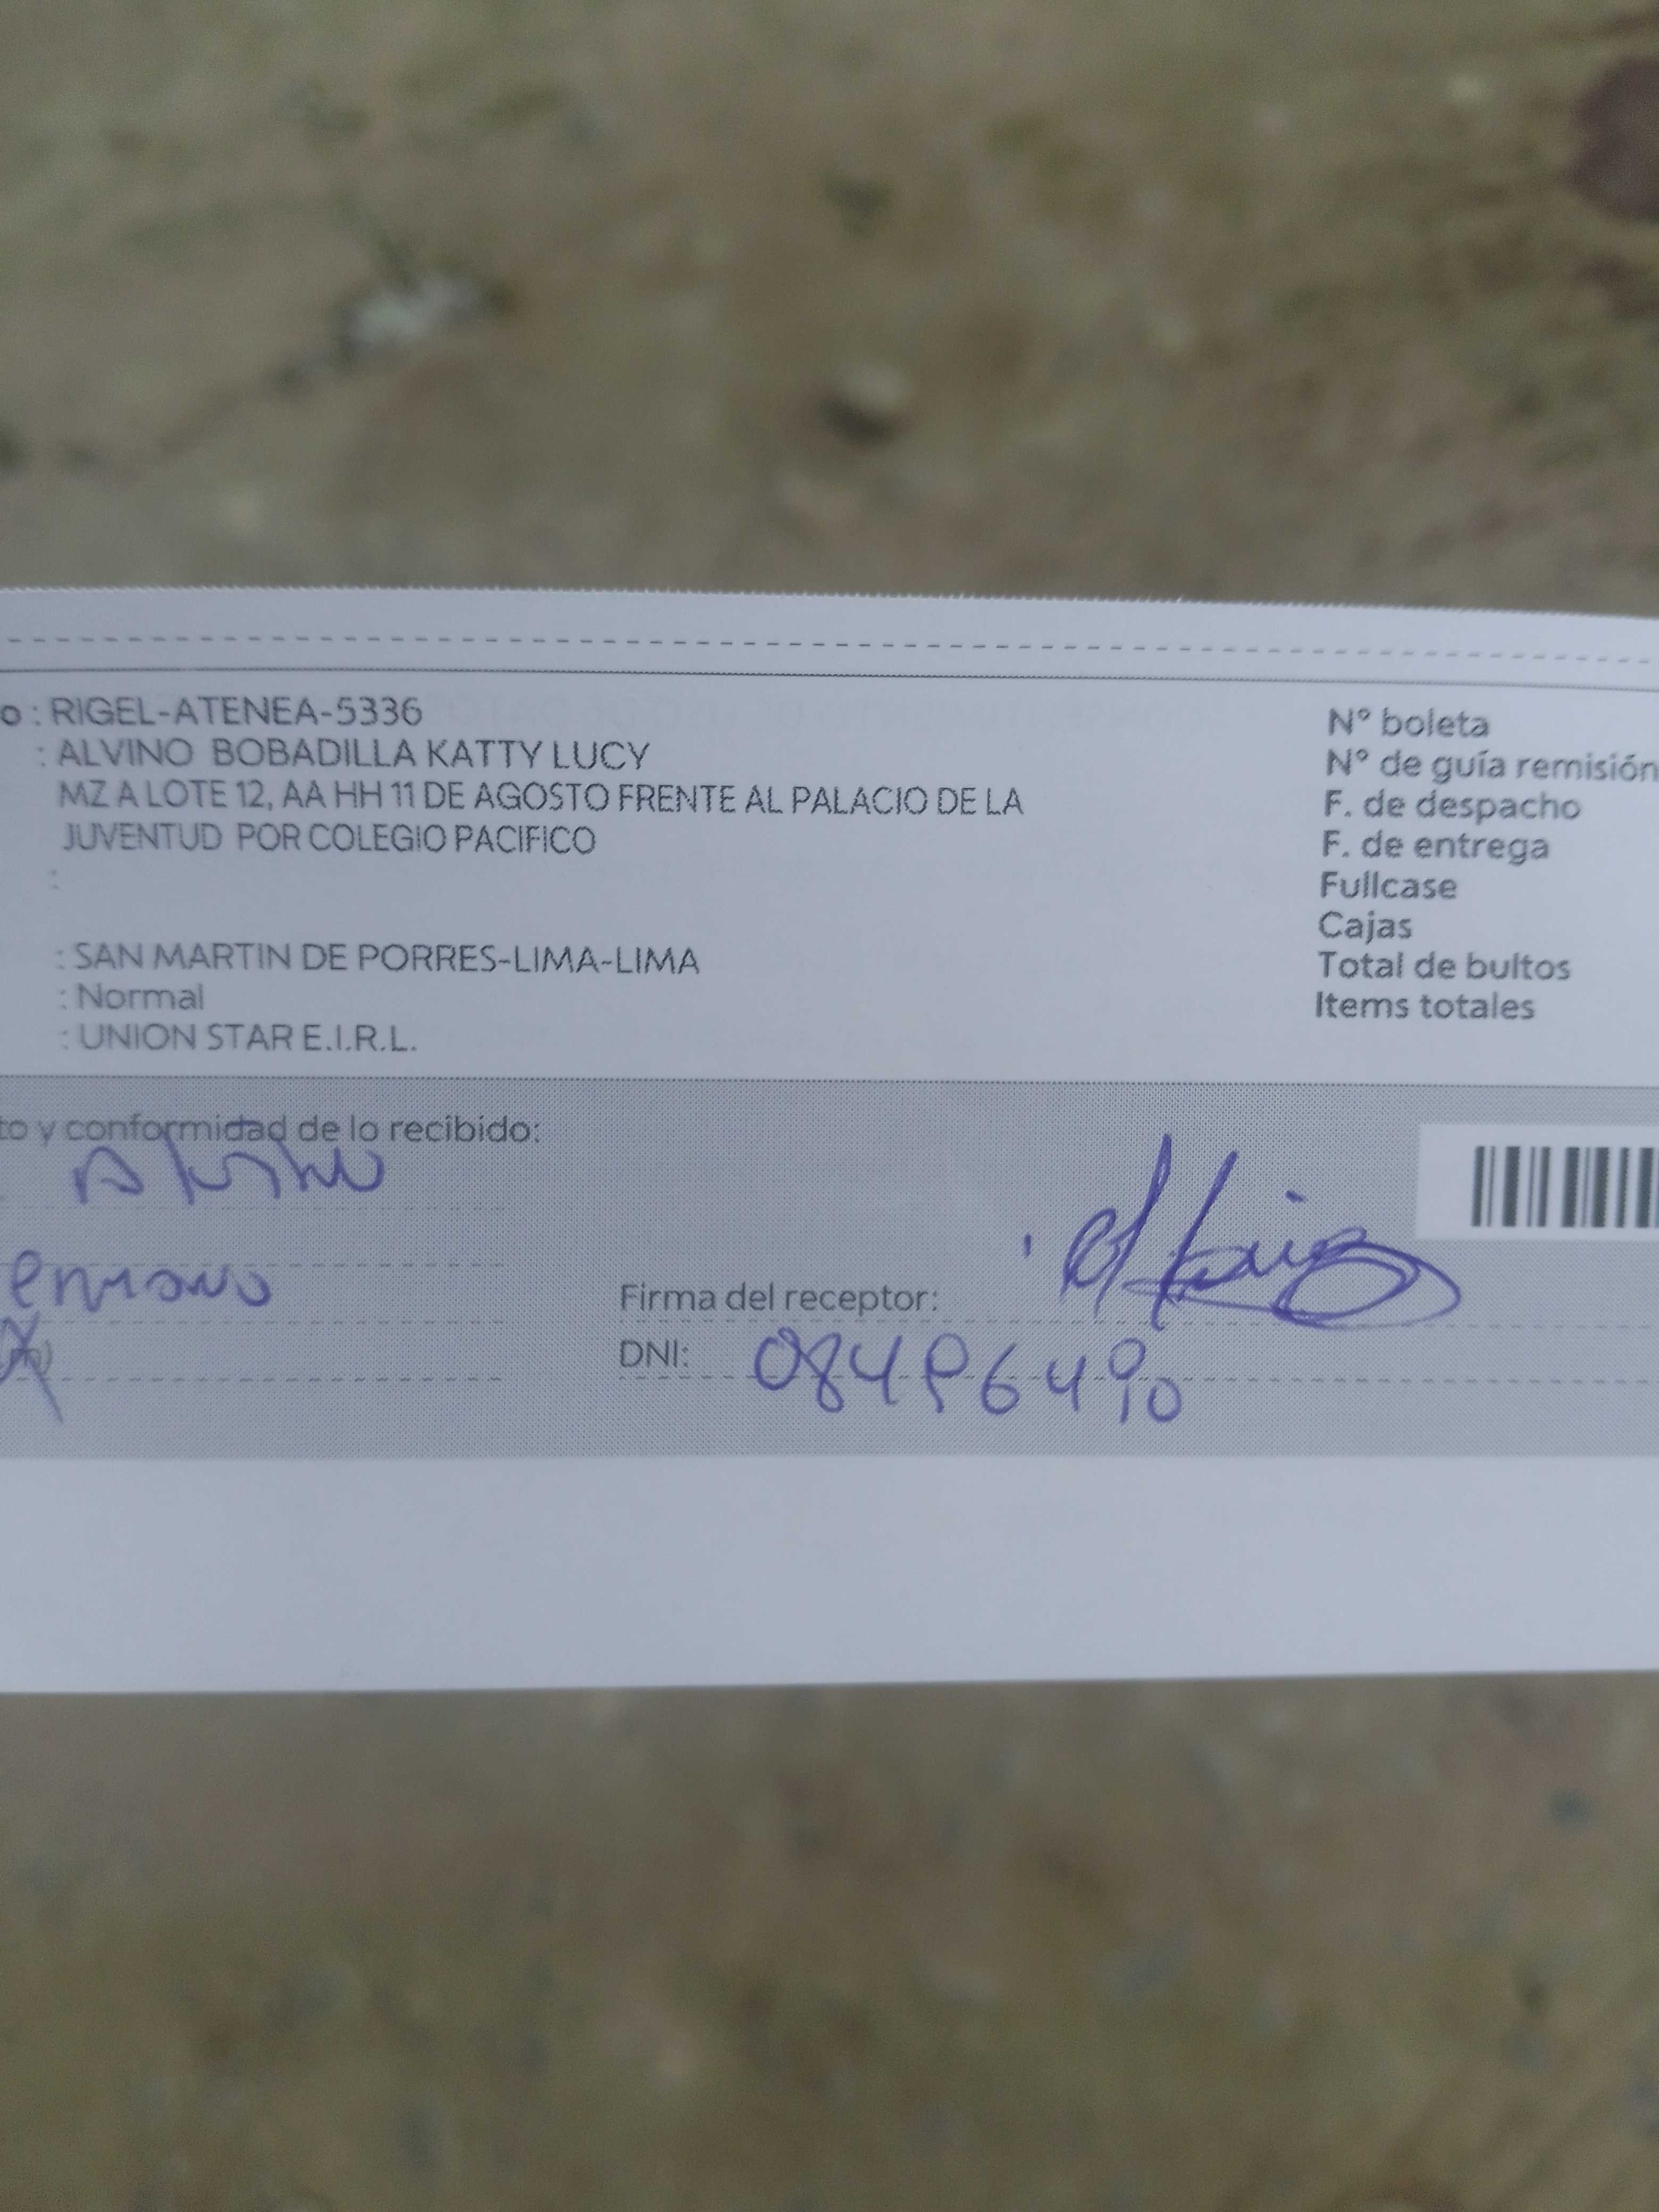 o : RIGEL-ATENEA-5336
: ALVINO BOBADILLA KATTY LUCY
MZ A LOTE 12, AA HH 11 DE AGOSTO FRENTE AL PALACIO DE LA
JUVENTUD POR COLEGIO PACIFICO
:
: SAN MARTIN DE PORRES-LIMA-LIMA
: Normal
: UNION STAR E.I.R.L.
N° boleta
N° de guía remisión
F. de despacho
F. de entrega
Fullcase
Cajas
Total de bultos
Items totales
to y conformidad de lo recibido:
Firma del receptor:
DNI: 08496490